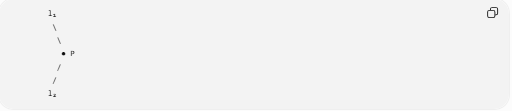 l₁
\
\
• P
/
/
l₂